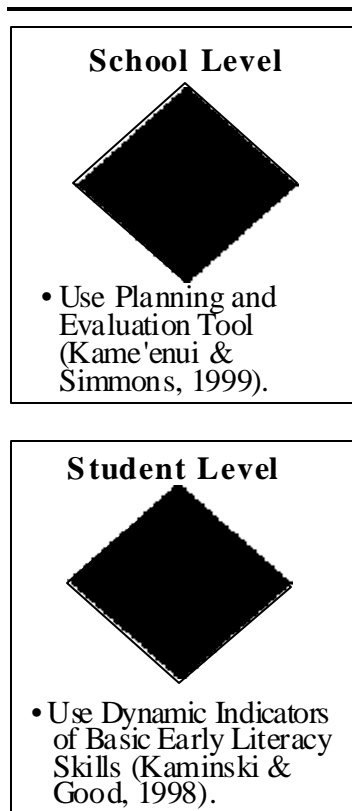 School Level
• Use Planning and
Evaluation Tool
(Kame'enui &
Simmons, 1999).
Student Level
• Use Dynamic Indicators
of Basic Early Literacy
Skills (Kaminski &
Good, 1998).